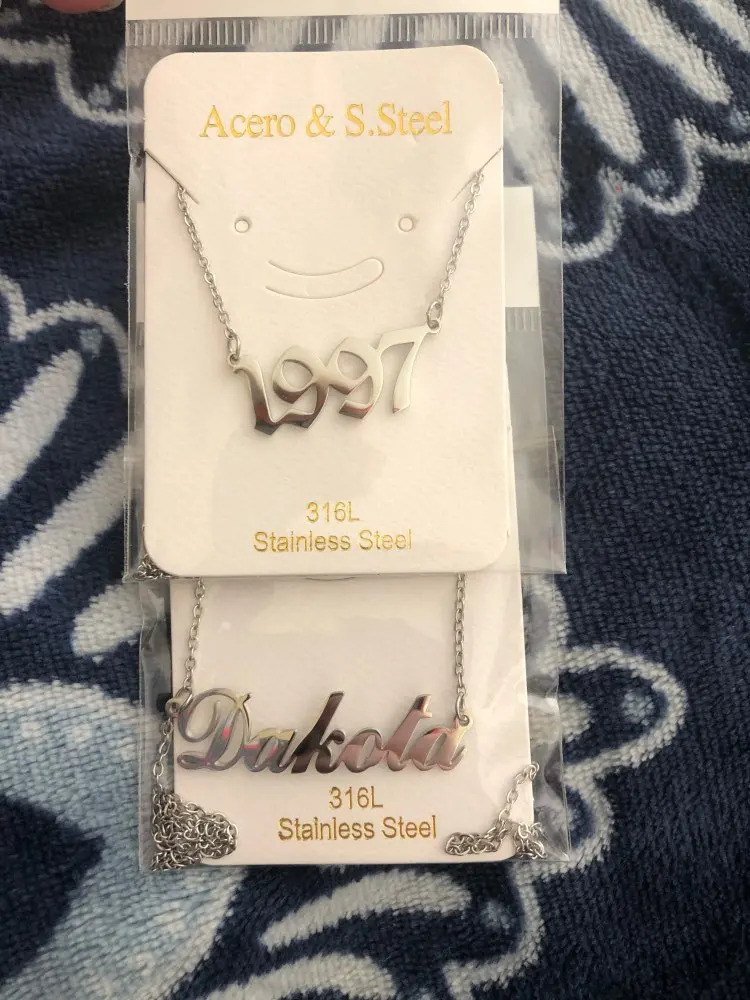 Acero & S.Steel
1997
316L
Stainless Steel
Dakota
316L
Stainless Steel